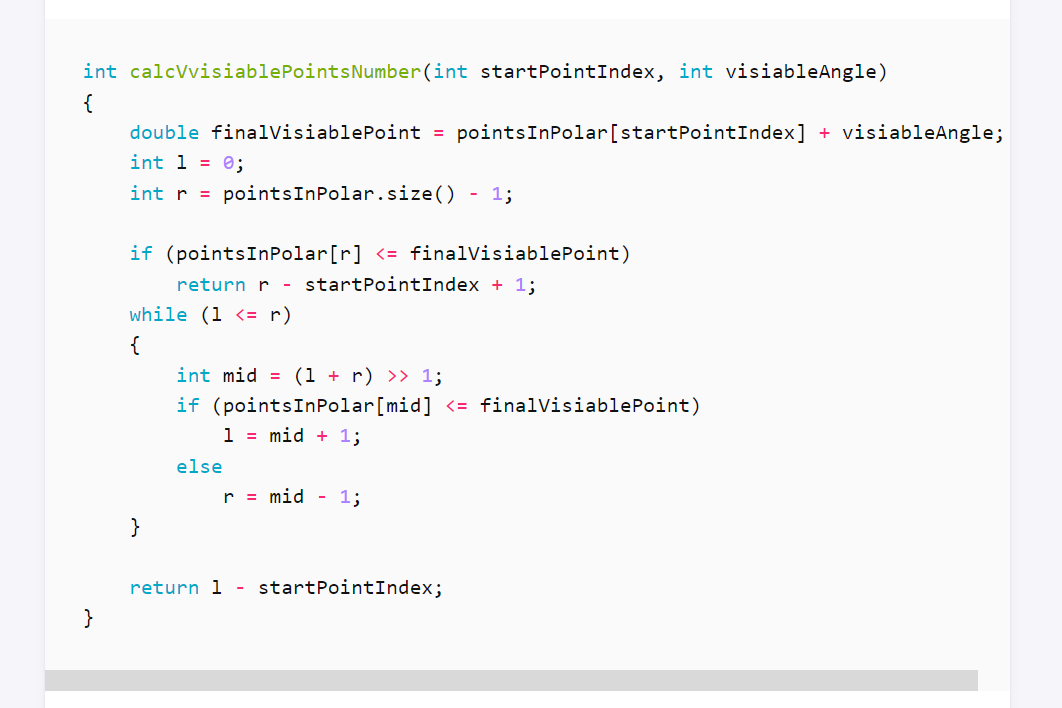 int calcVvisiablePointsNumber(int startPointIndex, int visiableAngle)
{
    double finalVisiablePoint = pointsInPolar[startPointIndex] + visiableAngle;
    int l = 0;
    int r = pointsInPolar.size() - 1;

    if (pointsInPolar[r] <= finalVisiablePoint)
        return r - startPointIndex + 1;
    while (l <= r)
    {
        int mid = (l + r) >> 1;
        if (pointsInPolar[mid] <= finalVisiablePoint)
            l = mid + 1;
        else
            r = mid - 1;
    }

    return l - startPointIndex;
}